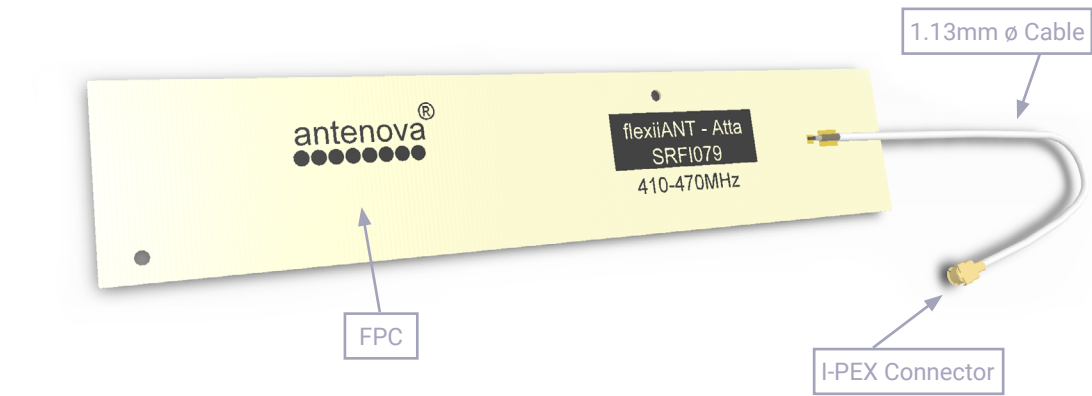 1.13mm ø Cable
antenova®
flexiiANT - Atta
SRFI079
410-470MHz
FPC
I-PEX Connector